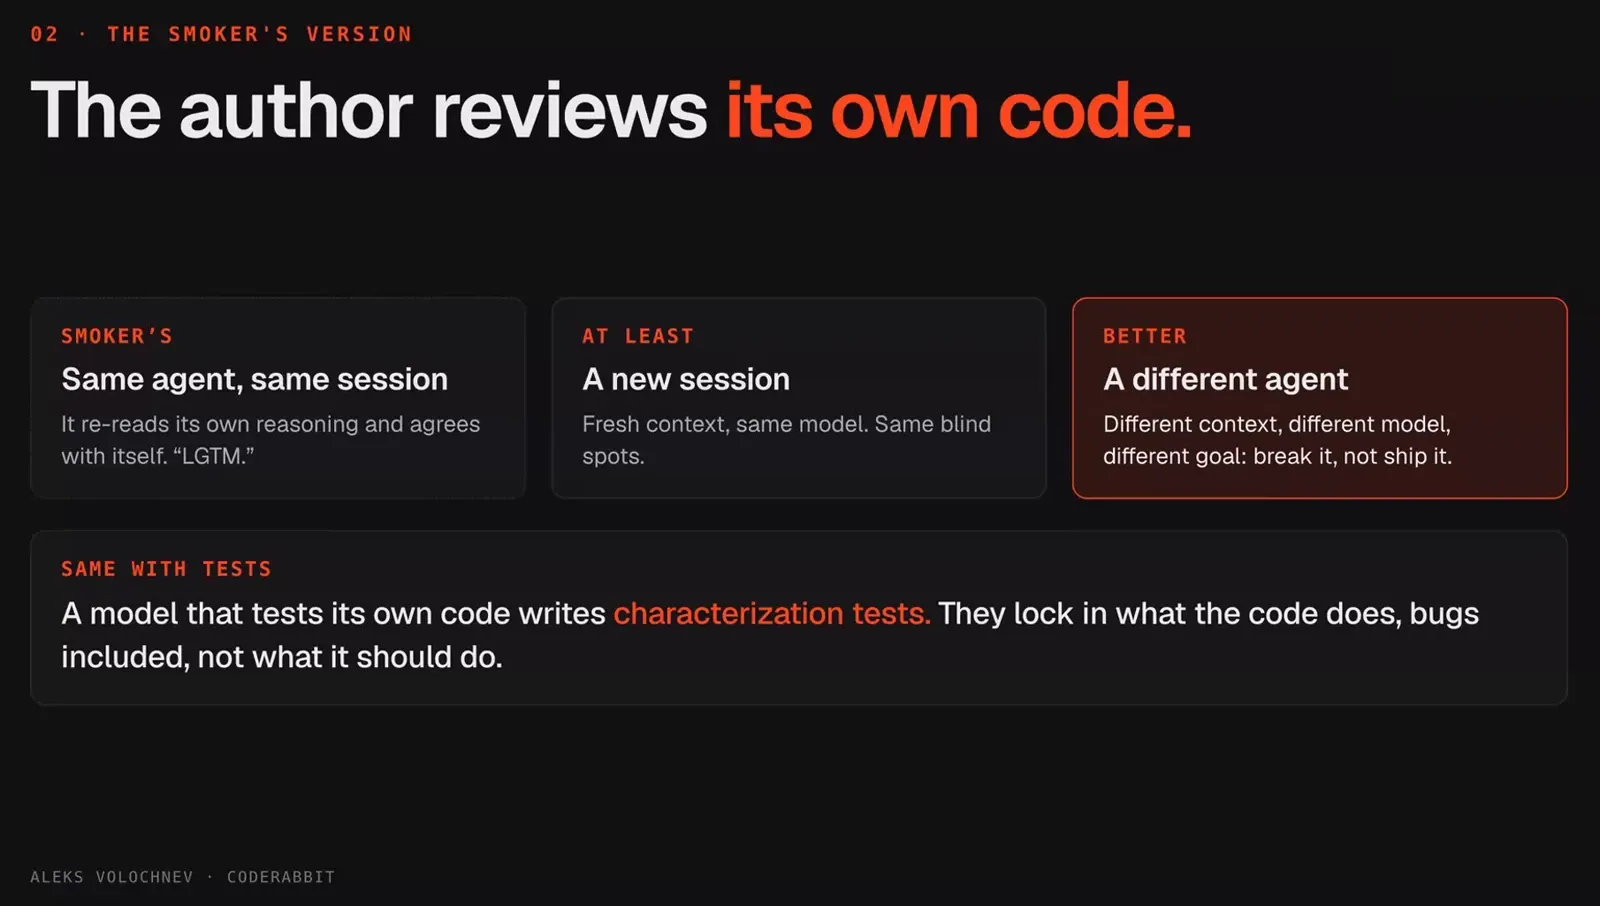 02 · THE SMOKER'S VERSION
The author reviews its own code.
SMOKER’S
Same agent, same session
It re-reads its own reasoning and agrees
with itself. “LGTM.”
AT LEAST
A new session
Fresh context, same model. Same blind
spots.
BETTER
A different agent
Different context, different model,
different goal: break it, not ship it.
SAME WITH TESTS
A model that tests its own code writes characterization tests. They lock in what the code does, bugs
included, not what it should do.
ALEKS VOLOCHNEV · CODERABBIT